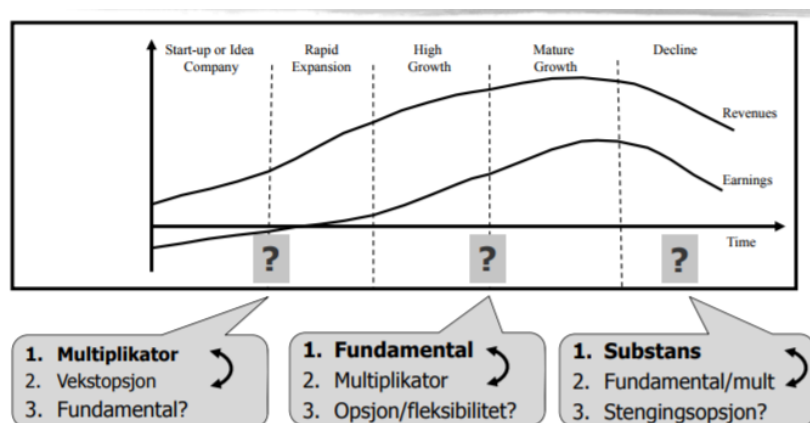 Start-up or Idea
Company
Rapid
Expansion
High
Growth
Mature
Growth
Decline
Revenues
Earnings
Time
?
?
?
1. Multiplikator
2. Vekstopsjon
3. Fundamental?
1. Fundamental
2. Multiplikator
3. Opsjon/fleksibilitet?
1. Substans
2. Fundamental/mult
3. Stengingsopsjon?